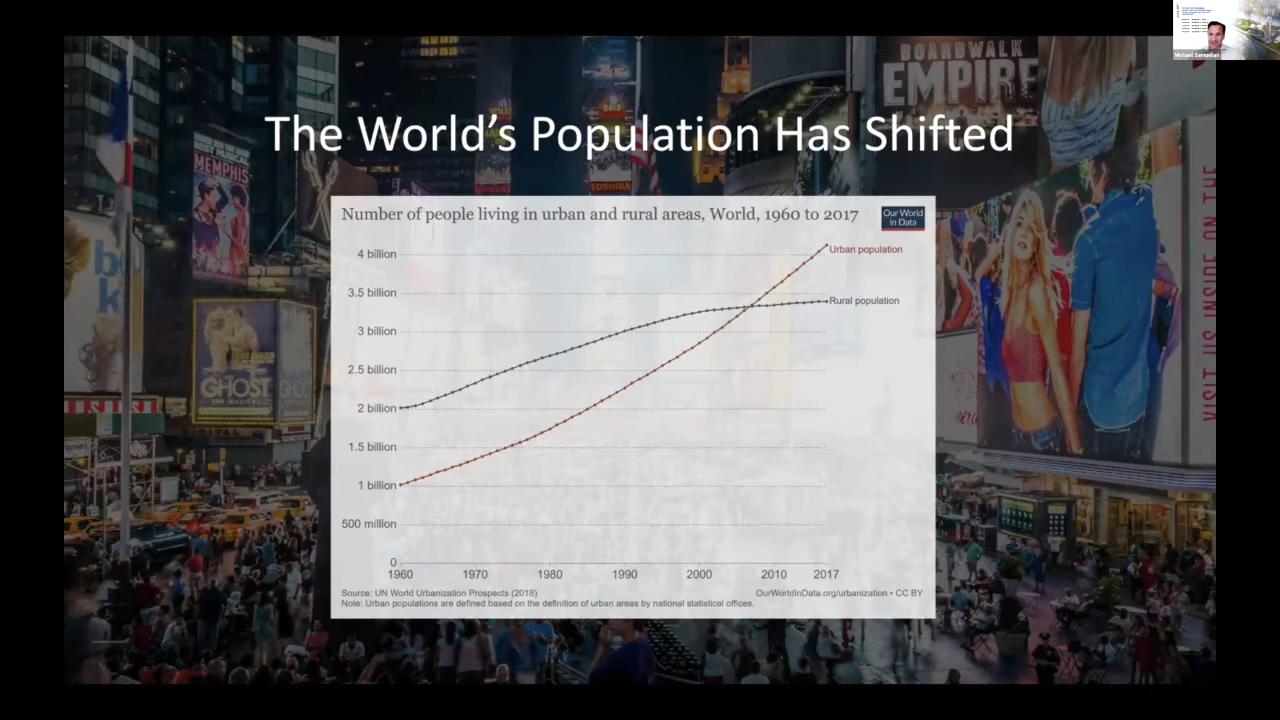 Michael Samuelian
BOARDWALK
EMPIRE
The World's Population Has Shifted
MEMPHIS
TOSHIBA
Number of people living in urban and rural areas, World, 1960 to 2017
Our World
in Data
4 billion
Urban population
3.5 billion
Rural population
3 billion
2.5 billion
2 billion
1.5 billion
1 billion
500 million
0
1960
1970
1980
1990
2000
2010
2017
Source: UN World Urbanization Prospects (2018)
OurWorldInData.org/urbanization • CC BY
Note: Urban populations are defined based on the definition of urban areas by national statistical offices.
GHOST
THE MUSICAL
VISIT US INSIDE ON THE